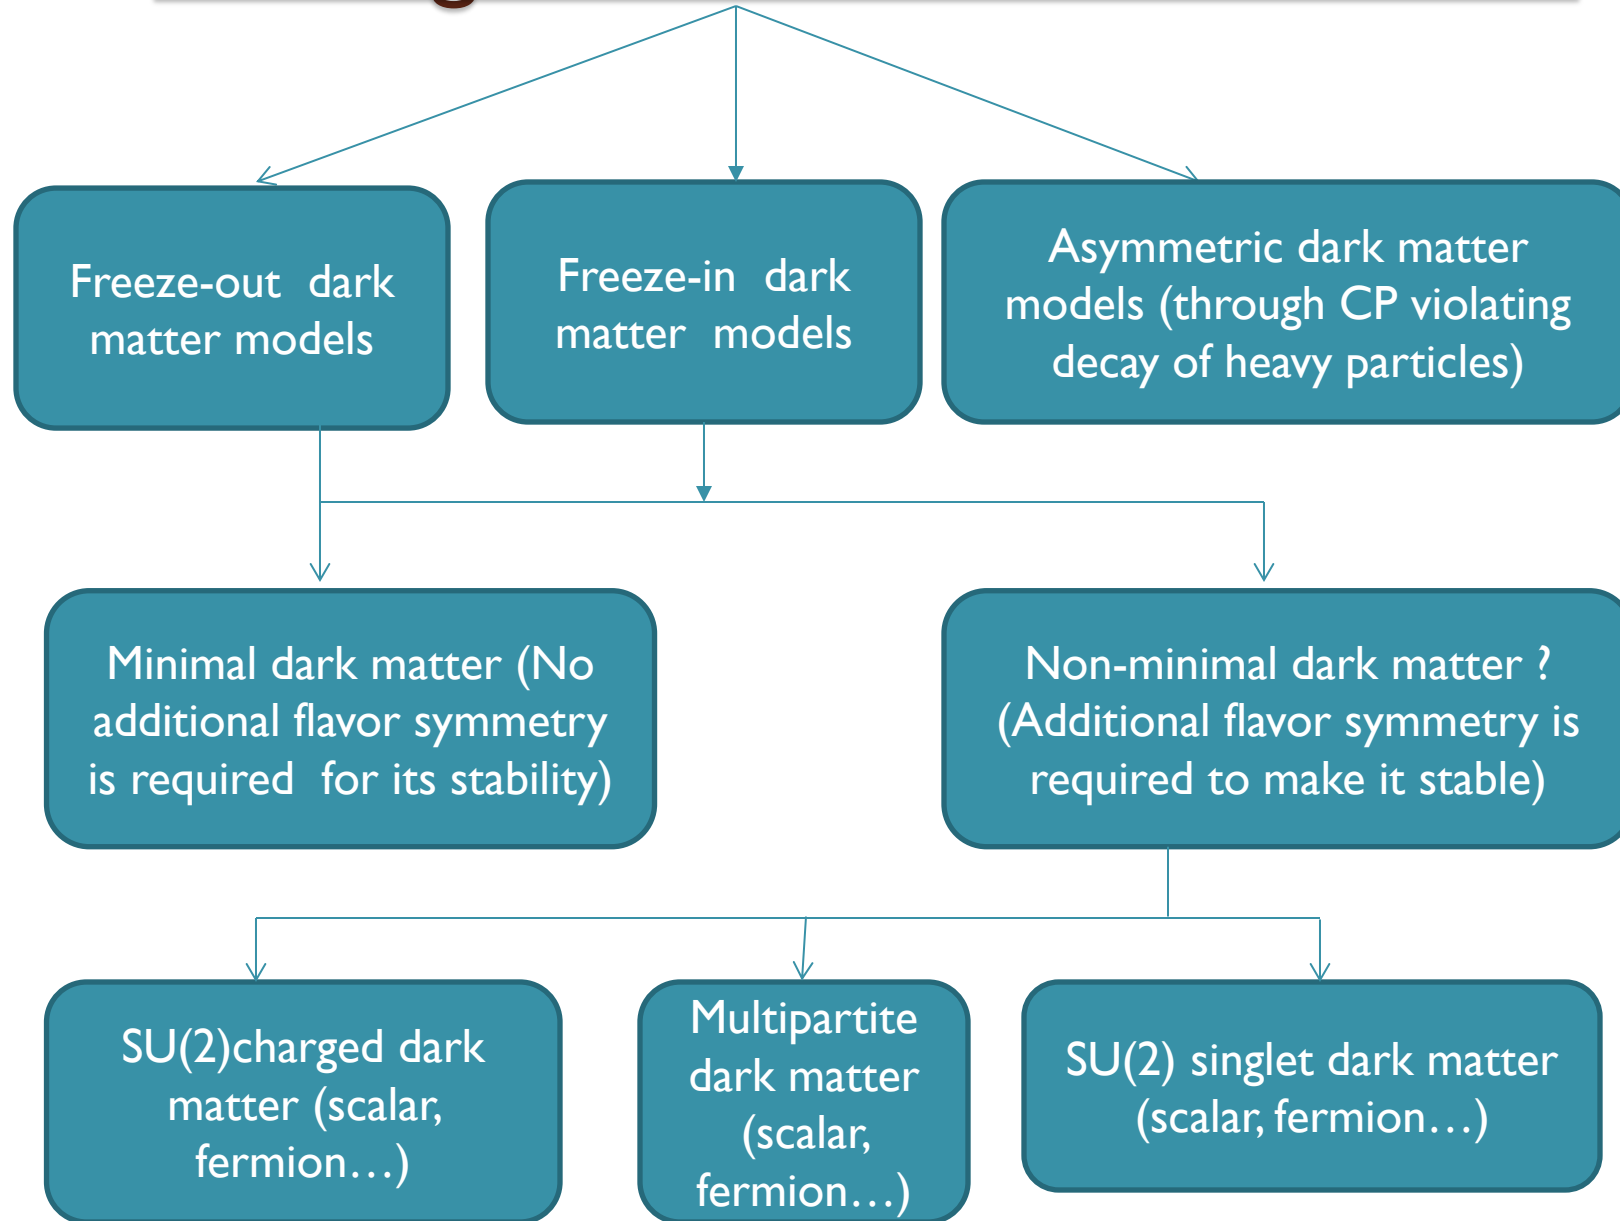 Freeze-out dark
matter models
Freeze-in dark
matter models
Asymmetric dark matter
models (through CP violating
decay of heavy particles)
Minimal dark matter (No
additional flavor symmetry
is required for its stability)
Non-minimal dark matter ?
(Additional flavor symmetry is
required to make it stable)
SU(2)charged dark
matter (scalar,
fermion…)
Multipartite
dark matter
(scalar,
fermion…)
SU(2) singlet dark matter
(scalar, fermion…)